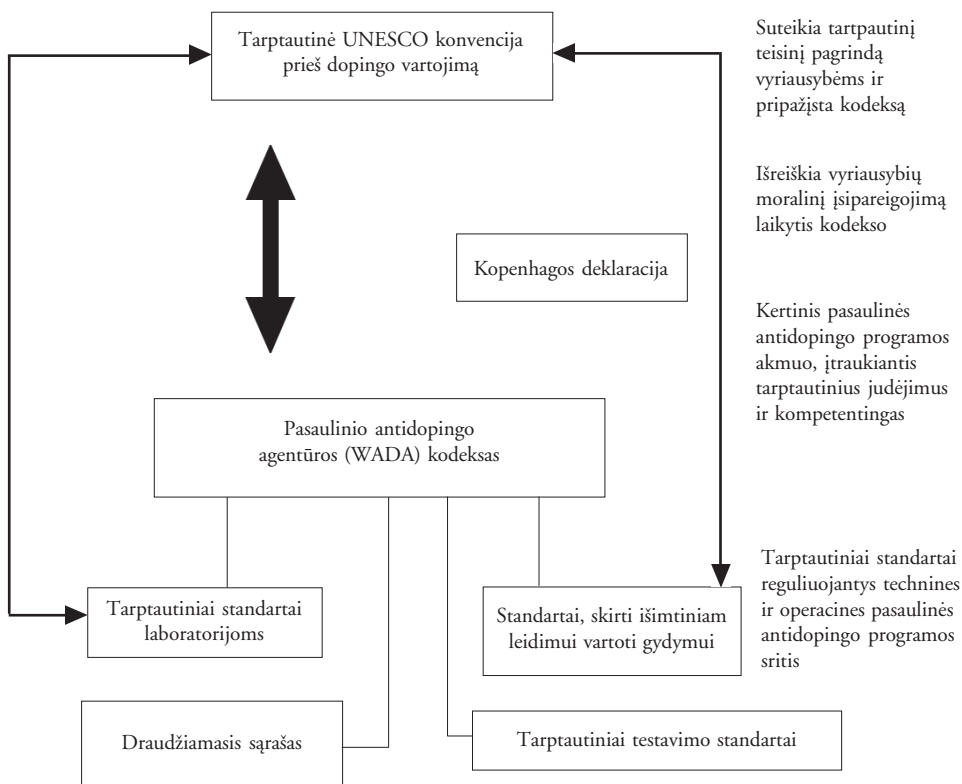 Tarptautinė UNESCO konvencija
prieš dopingo vartojimą
Suteikia tartpautinį
teisinį pagrindą
vyriausybėms ir
pripažįsta kodeksą
Išreiškia vyriausybių
moralinį įsipareigojimą
laikytis kodekso
Kopenhagos deklaracija
Kertinis pasaulinės
antidopingo programos
akmuo, įtraukiantis
tarptautinius judėjimus
ir kompetentingas
Pasaulinio antidopingo
agentūros (WADA) kodeksas
Tarptautiniai standartai
laboratorijoms
Standartai, skirti išimtiniam
leidimui vartoti gydymui
Tarptautiniai standartai
reguliuojantys technines
ir operacines pasaulinės
antidopingo programos
sritis
Draudžiamasis sąrašas
Tarptautiniai testavimo standartai